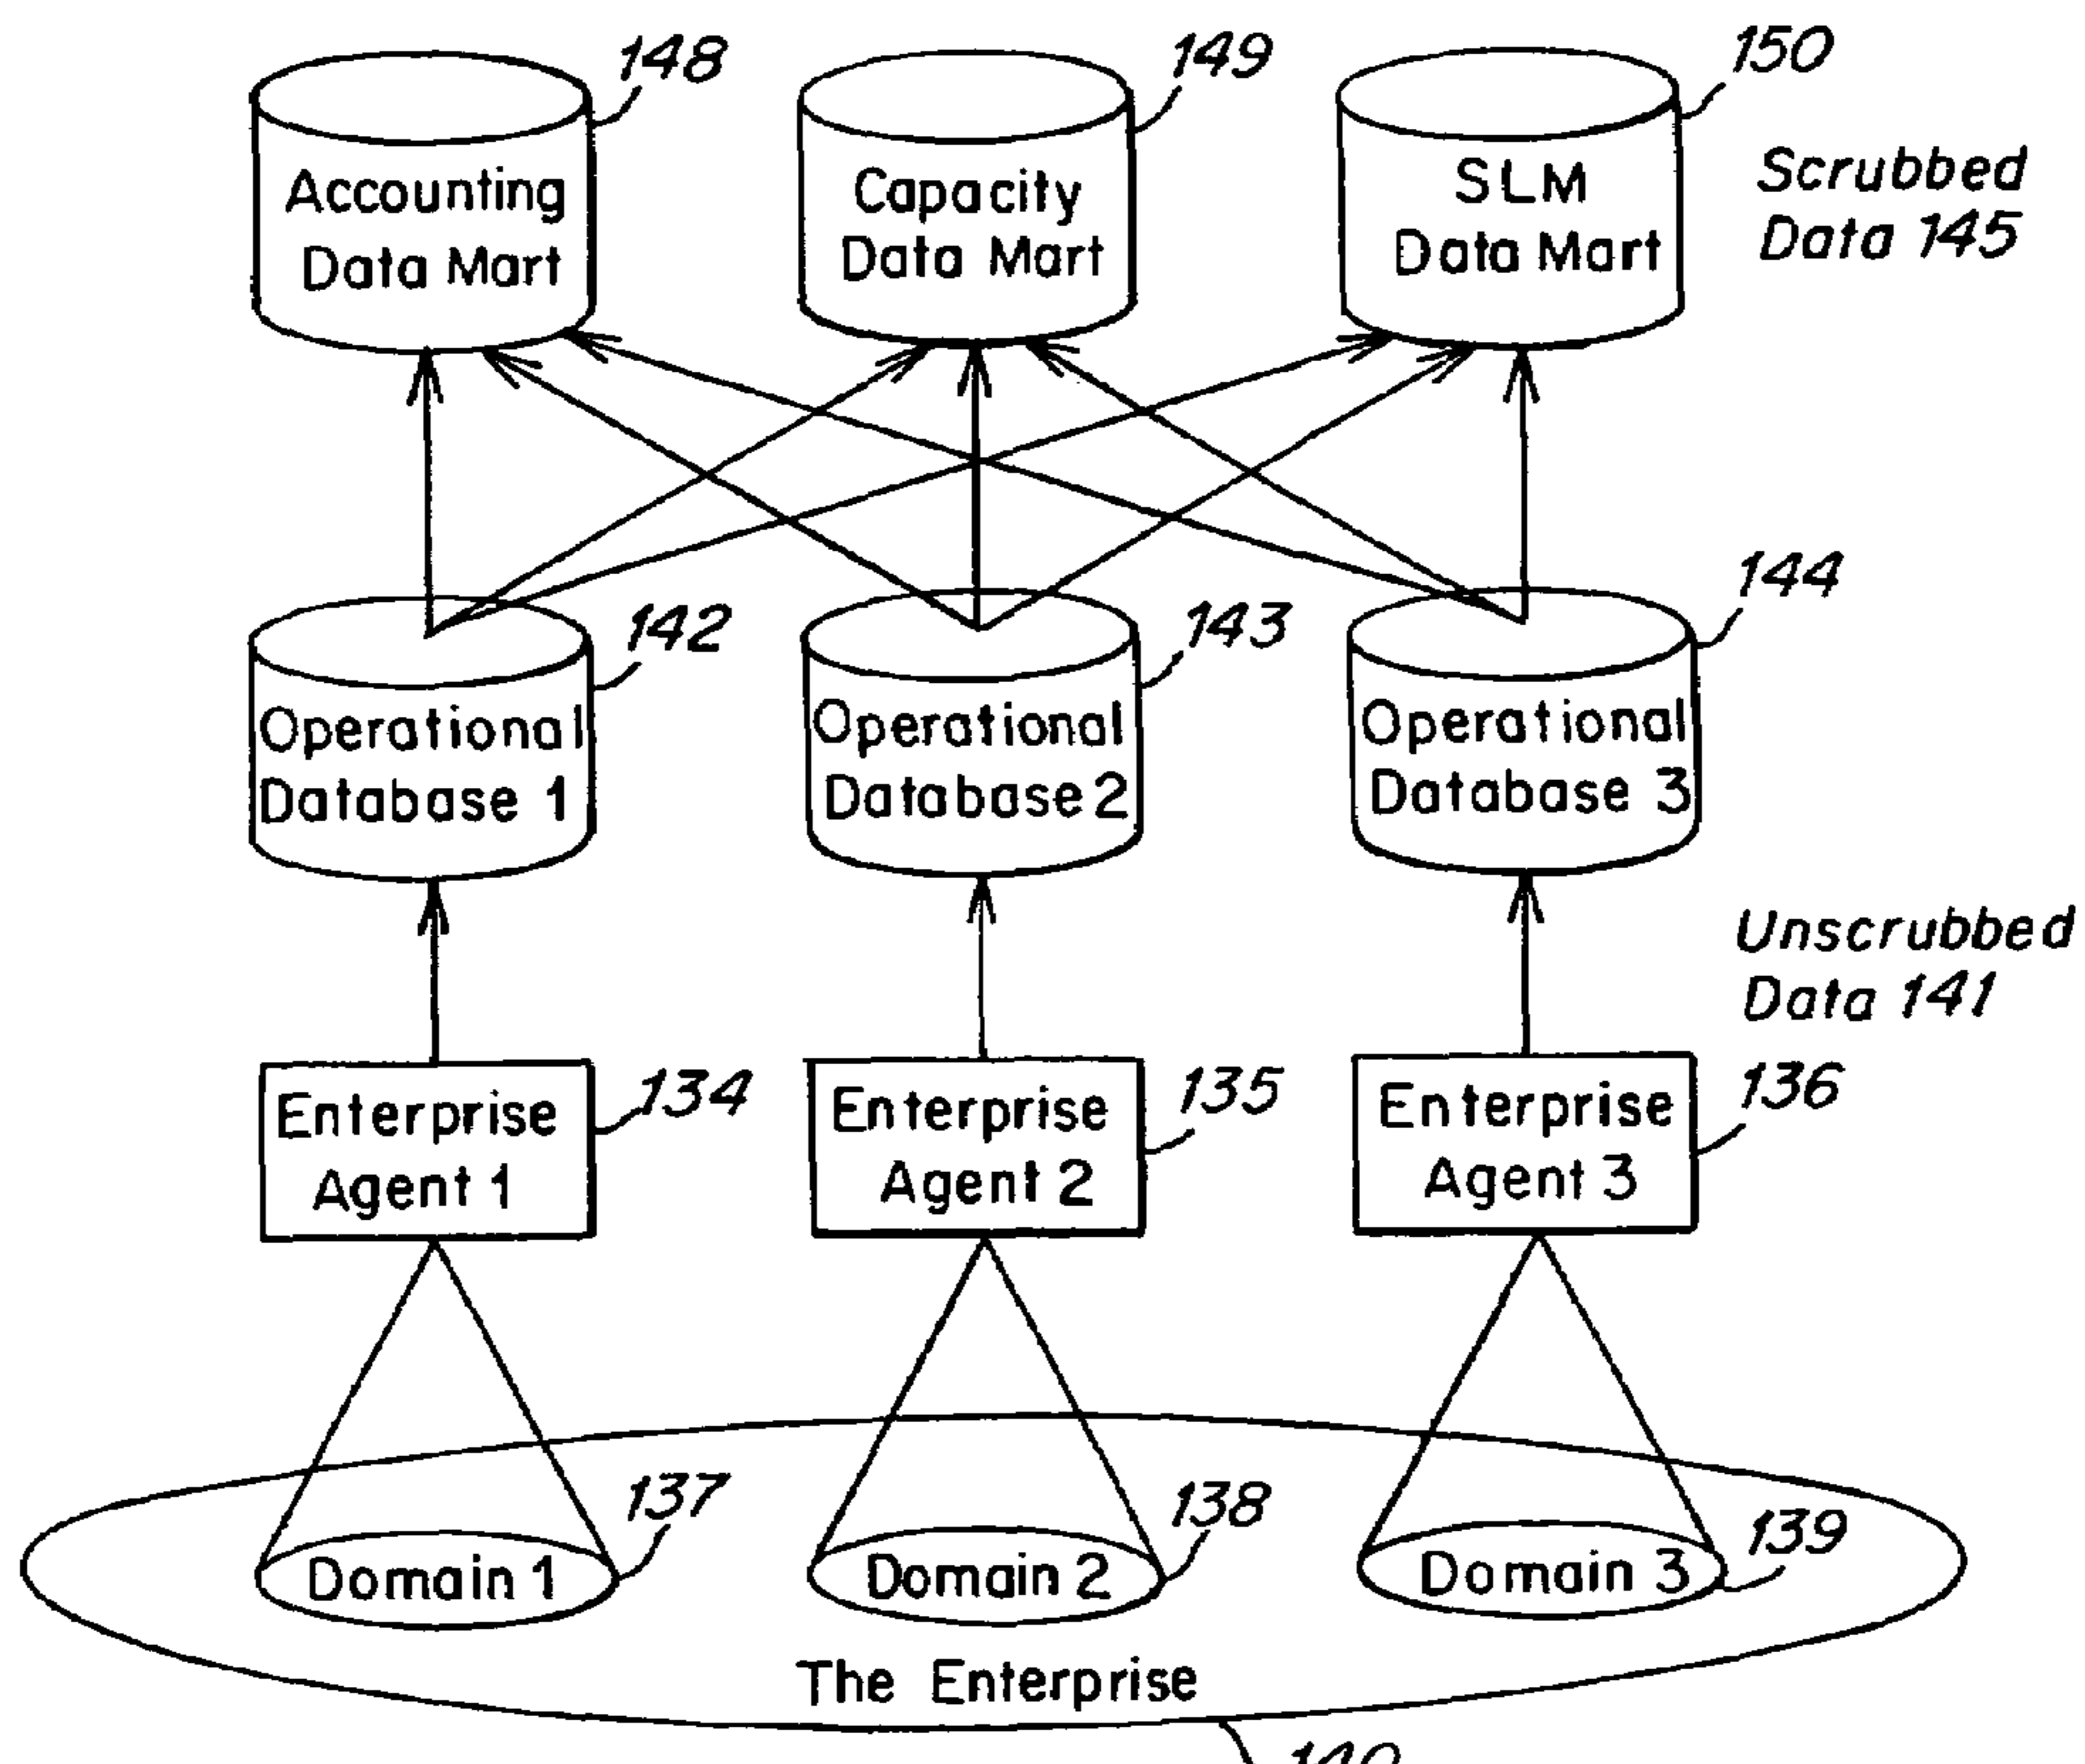 148
149
150
Accounting
Data Mart
Capacity
Data Mart
SLM
Data Mart
Scrubbed
Data 145
142
143
144
Operational
Database 1
Operational
Database 2
Operational
Database 3
Unscrubbed
Data 141
134
135
136
Enterprise
Agent 1
Enterprise
Agent 2
Enterprise
Agent 3
137
138
139
Domain 1
Domain 2
Domain 3
The Enterprise